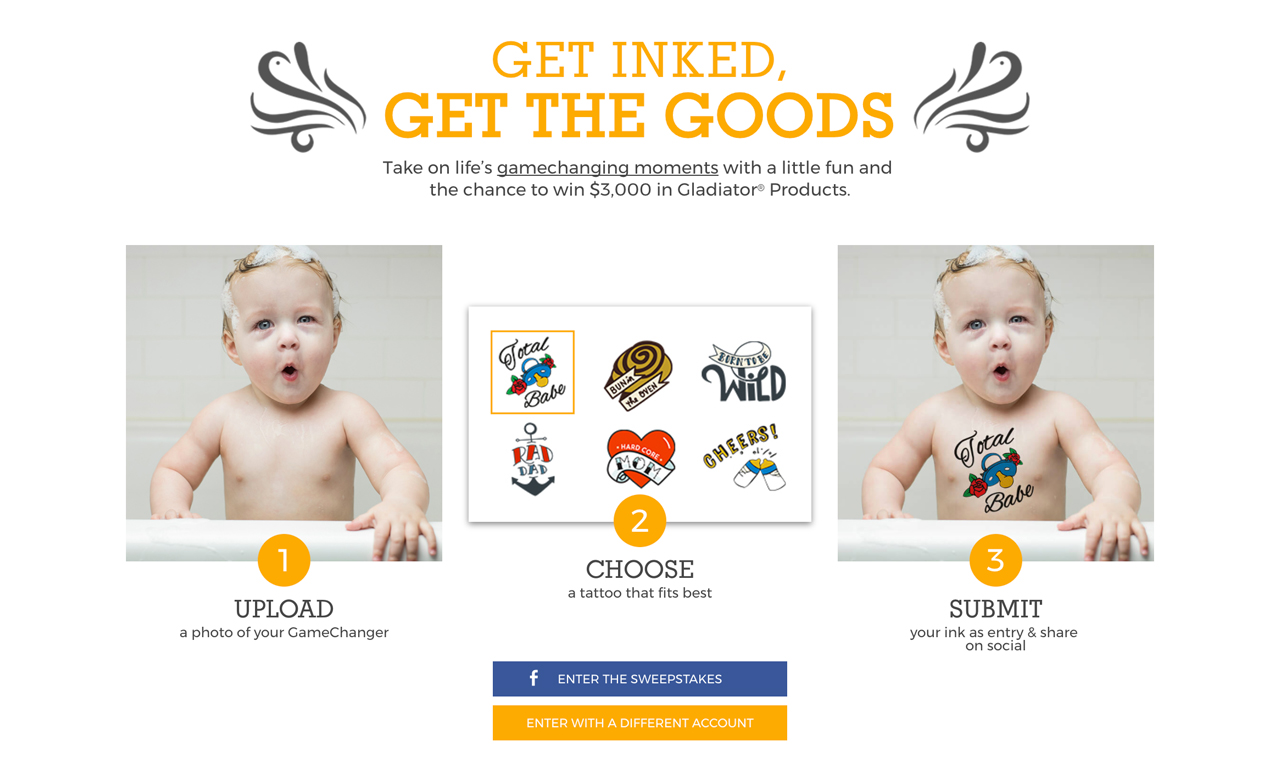 GET INKED,
GET THE GOODS
Take on life's gamechanging moments with a little fun and
the chance to win $3,000 in Gladiator® Products.
1
UPLOAD
a photo of your GameChanger
Total
Babe
BUN in
the OVEN
BORN TO BE
WiLD
RAD
DAD
• HARD CORE •
MOM
CHEERS!
2
CHOOSE
a tattoo that fits best
Total
Babe
3
SUBMIT
your ink as entry & share
on social
f ENTER THE SWEEPSTAKES
ENTER WITH A DIFFERENT ACCOUNT